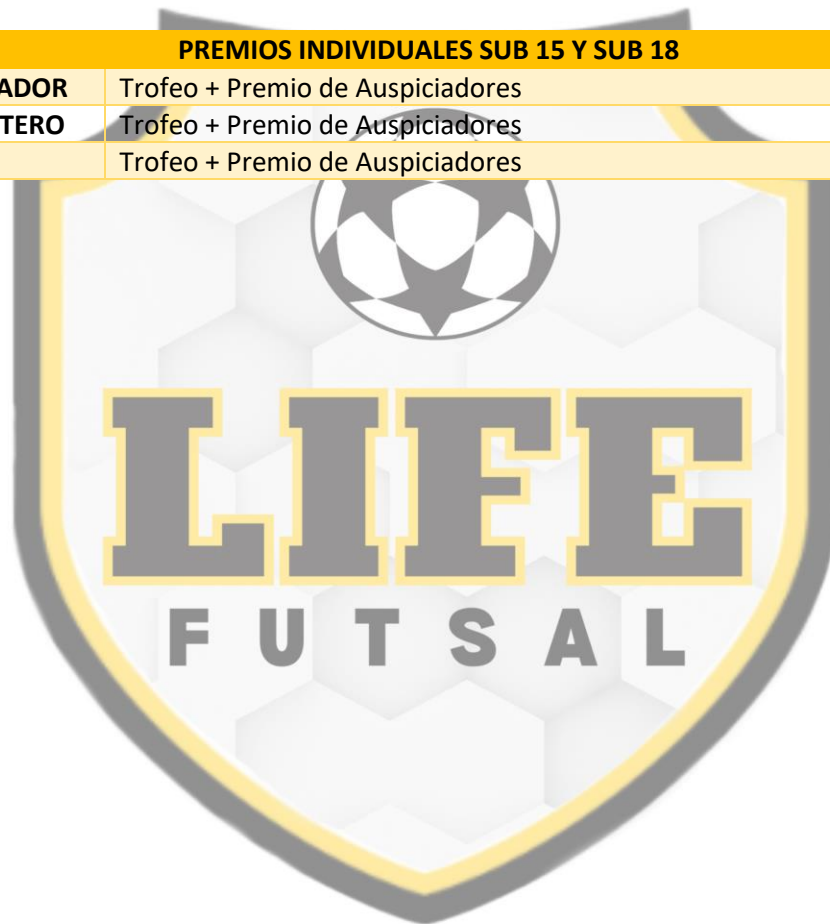 PREMIOS INDIVIDUALES SUB 15 Y SUB 18
ADOR Trofeo + Premio de Auspiciadores
TERO Trofeo + Premio de Auspiciadores
Trofeo + Premio de Auspiciadores
LIFE
FUTSAL